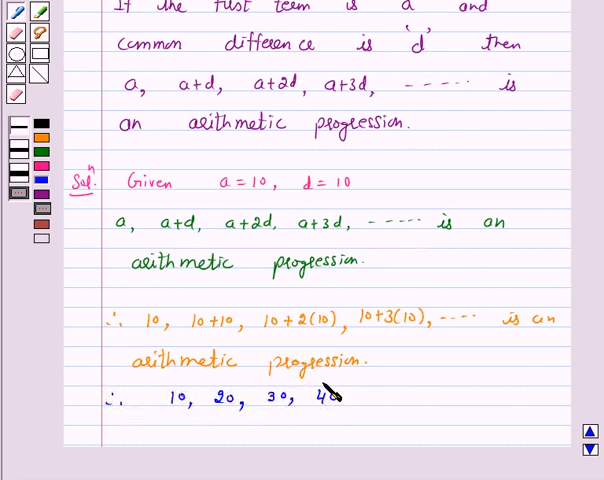 If the first term is 'a' and
common difference is 'd' then
a, a+d, a+2d, a+3d, ----- is
an arithmetic progression.
Solⁿ. Given a = 10, d = 10
a, a+d, a+2d, a+3d, ----- is an
arithmetic progression.
∴ 10, 10+10, 10+2(10), 10+3(10), ---- is an
arithmetic progression.
∴ 10, 20, 30, 40